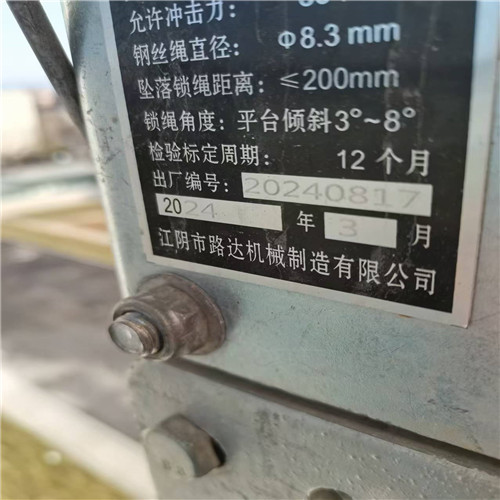 允许冲击力:
钢丝绳直径: Φ8.3mm
坠落锁绳距离: ≤200mm
锁绳角度: 平台倾斜3°~8°
检验标定周期: 12个月
出厂编号: 20240817
2024 年 3 月
江阴市路达机械制造有限公司